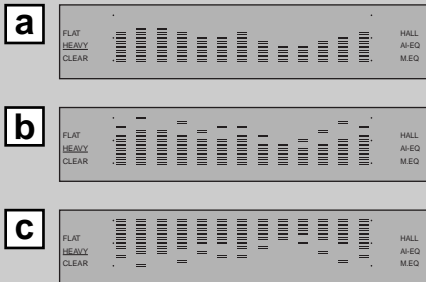 a
FLAT HALL
HEAVY AI-EQ
CLEAR M.EQ
b
FLAT HALL
HEAVY AI-EQ
CLEAR M.EQ
c
FLAT HALL
HEAVY AI-EQ
CLEAR M.EQ